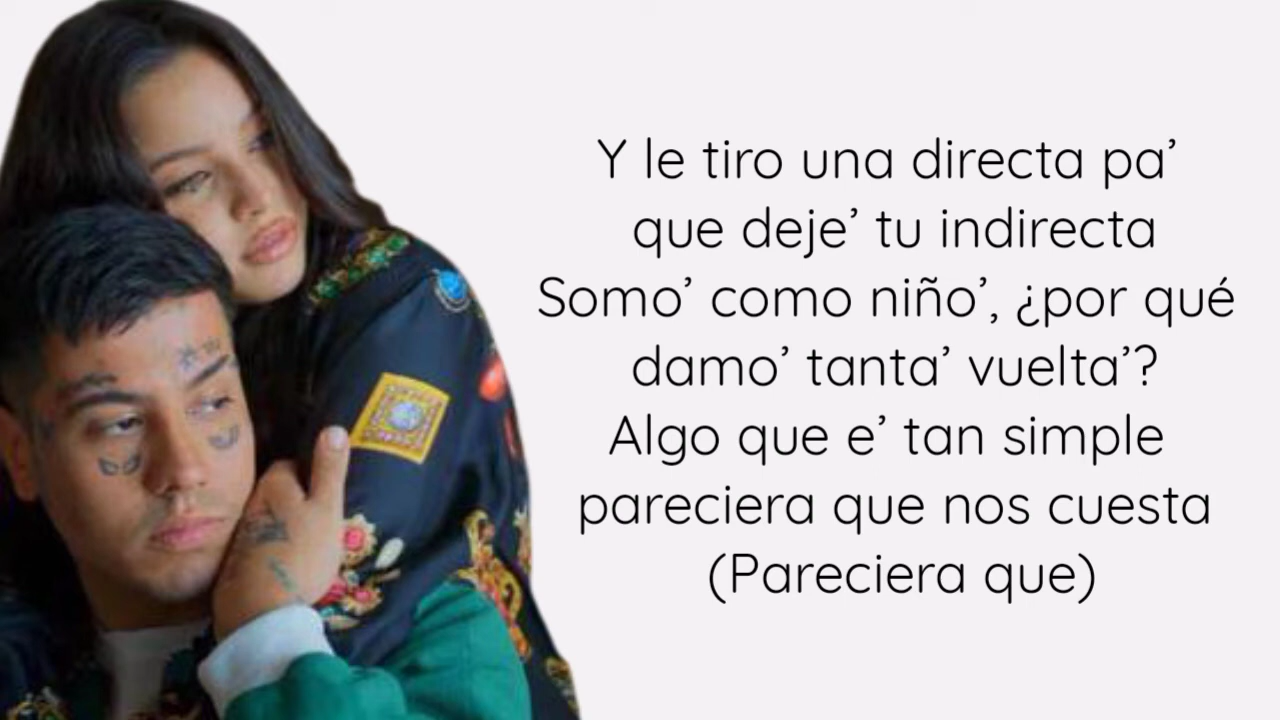 Y le tiro una directa pa’
que deje’ tu indirecta
Somo’ como niño’, ¿por qué
damo’ tanta’ vuelta’?
Algo que e’ tan simple
pareciera que nos cuesta
(Pareciera que)